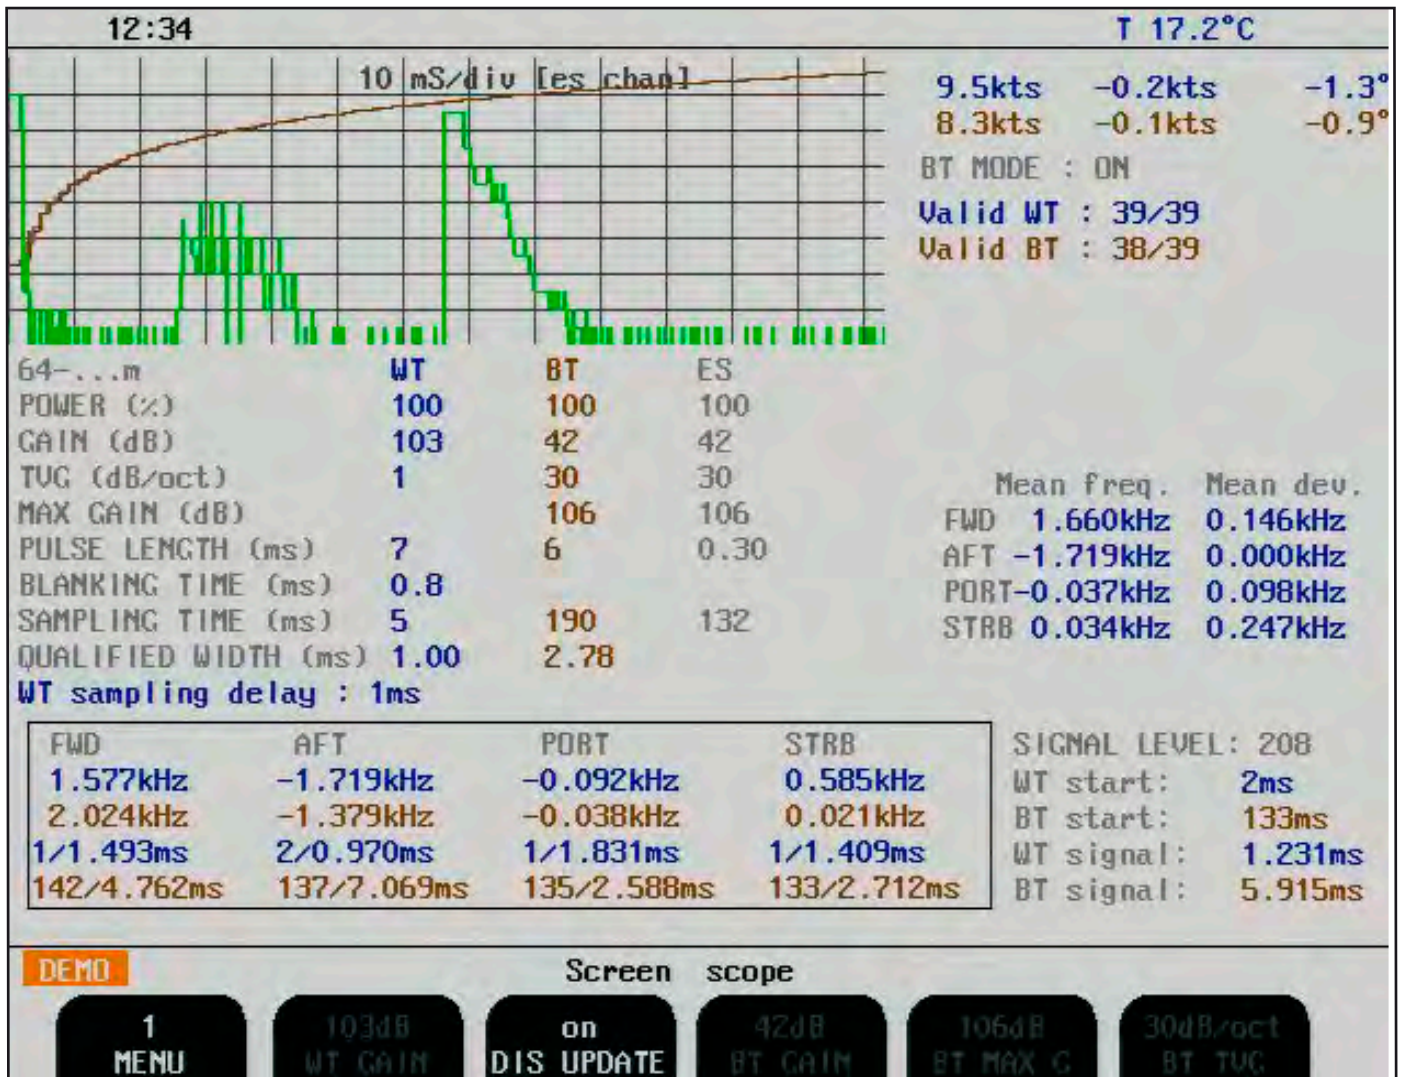 12:34 T 17.2°C
10 mS/div [es chan]
9.5kts -0.2kts -1.3°
8.3kts -0.1kts -0.9°
BT MODE : ON
Valid WT : 39/39
Valid BT : 38/39
64-...m WT BT ES
POWER (%) 100 100 100
GAIN (dB) 103 42 42
TVG (dB/oct) 1 30 30
MAX GAIN (dB) 106 106
PULSE LENGTH (ms) 7 6 0.30
BLANKING TIME (ms) 0.8
SAMPLING TIME (ms) 5 190 132
QUALIFIED WIDTH (ms) 1.00 2.78
WT sampling delay : 1ms
Mean freq. Mean dev.
FWD 1.660kHz 0.146kHz
AFT -1.719kHz 0.000kHz
PORT-0.037kHz 0.098kHz
STRB 0.034kHz 0.247kHz
FWD AFT PORT STRB
1.577kHz -1.719kHz -0.092kHz 0.585kHz
2.024kHz -1.379kHz -0.038kHz 0.021kHz
1/1.493ms 2/0.970ms 1/1.831ms 1/1.409ms
142/4.762ms 137/7.069ms 135/2.588ms 133/2.712ms
SIGNAL LEVEL: 208
WT start: 2ms
BT start: 133ms
WT signal: 1.231ms
BT signal: 5.915ms
DEMO Screen scope
1 103dB on 42dB 106dB 30dB/oct
MENU WT GAIN DIS UPDATE BT GAIN BT MAX G BT TVG